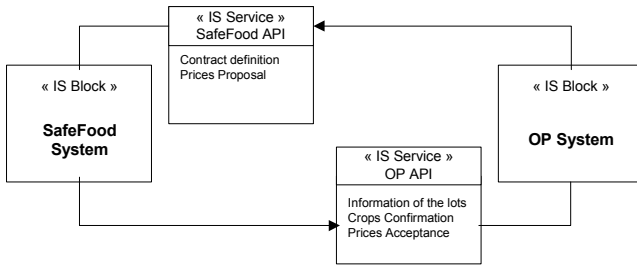 « IS Service »
SafeFood API
Contract definition
Prices Proposal
« IS Block »
SafeFood
System
« IS Block »
OP System
« IS Service »
OP API
Information of the lots
Crops Confirmation
Prices Acceptance